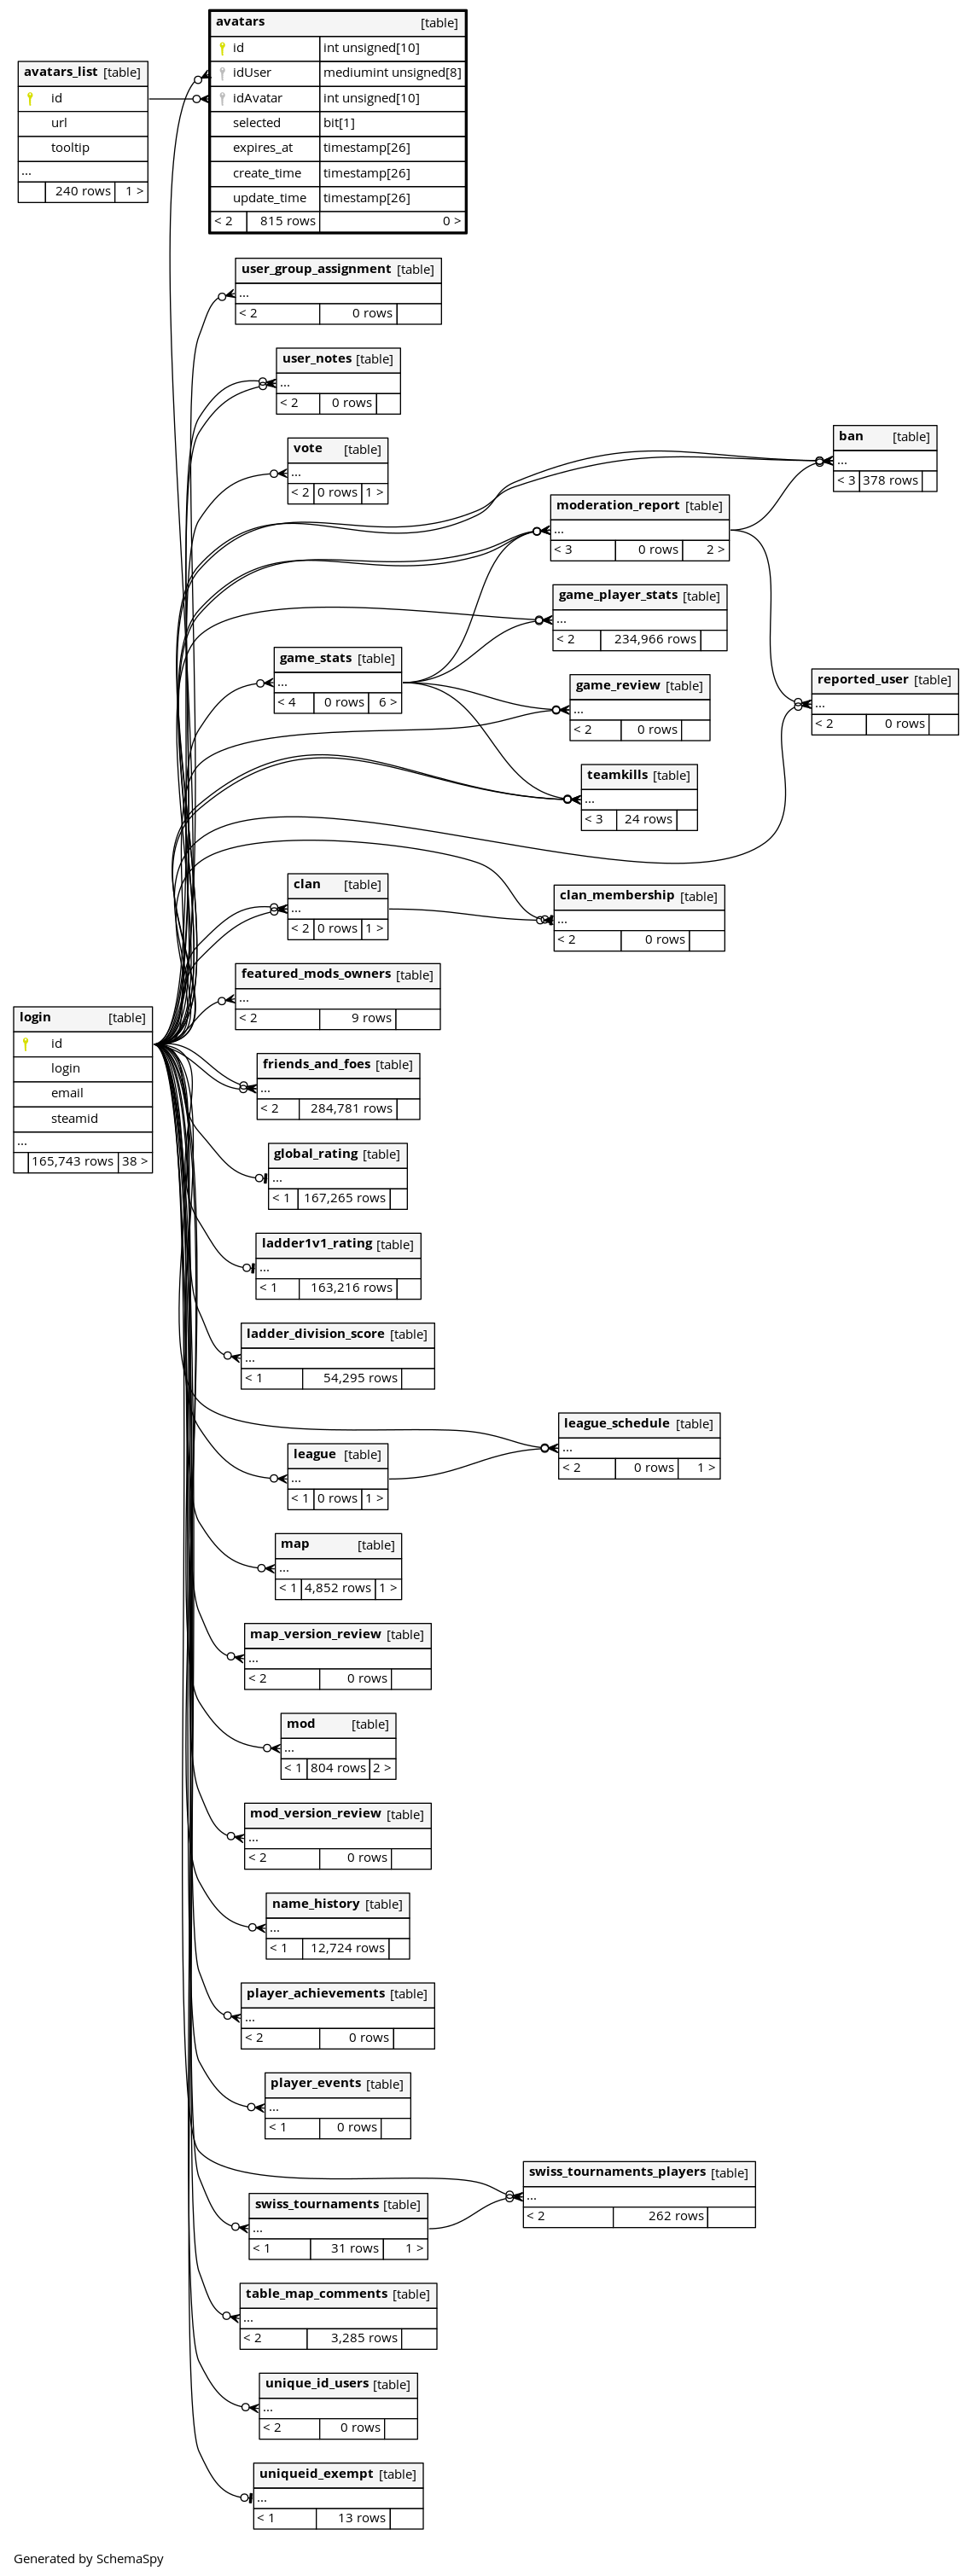 avatars [table]
id int unsigned[10]
idUser mediumint unsigned[8]
idAvatar int unsigned[10]
selected bit[1]
expires_at timestamp[26]
create_time timestamp[26]
update_time timestamp[26]
< 2 815 rows 0 >
avatars_list [table]
id
url
tooltip
...
240 rows 1 >
user_group_assignment [table]
...
< 2 0 rows
user_notes [table]
...
< 2 0 rows
vote [table]
...
< 2 0 rows 1 >
ban [table]
...
< 3 378 rows
moderation_report [table]
...
< 3 0 rows 2 >
game_player_stats [table]
...
< 2 234,966 rows
game_stats [table]
...
< 4 0 rows 6 >
game_review [table]
...
< 2 0 rows
reported_user [table]
...
< 2 0 rows
teamkills [table]
...
< 3 24 rows
clan [table]
...
< 2 0 rows 1 >
clan_membership [table]
...
< 2 0 rows
featured_mods_owners [table]
...
< 2 9 rows
login [table]
id
login
email
steamid
...
165,743 rows 38 >
friends_and_foes [table]
...
< 2 284,781 rows
global_rating [table]
...
< 1 167,265 rows
ladder1v1_rating [table]
...
< 1 163,216 rows
ladder_division_score [table]
...
< 1 54,295 rows
league_schedule [table]
...
< 2 0 rows 1 >
league [table]
...
< 1 0 rows 1 >
map [table]
...
< 1 4,852 rows 1 >
map_version_review [table]
...
< 2 0 rows
mod [table]
...
< 1 804 rows 2 >
mod_version_review [table]
...
< 2 0 rows
name_history [table]
...
< 1 12,724 rows
player_achievements [table]
...
< 2 0 rows
player_events [table]
...
< 1 0 rows
swiss_tournaments_players [table]
...
< 2 262 rows
swiss_tournaments [table]
...
< 1 31 rows 1 >
table_map_comments [table]
...
< 2 3,285 rows
unique_id_users [table]
...
< 2 0 rows
uniqueid_exempt [table]
...
< 1 13 rows
Generated by SchemaSpy